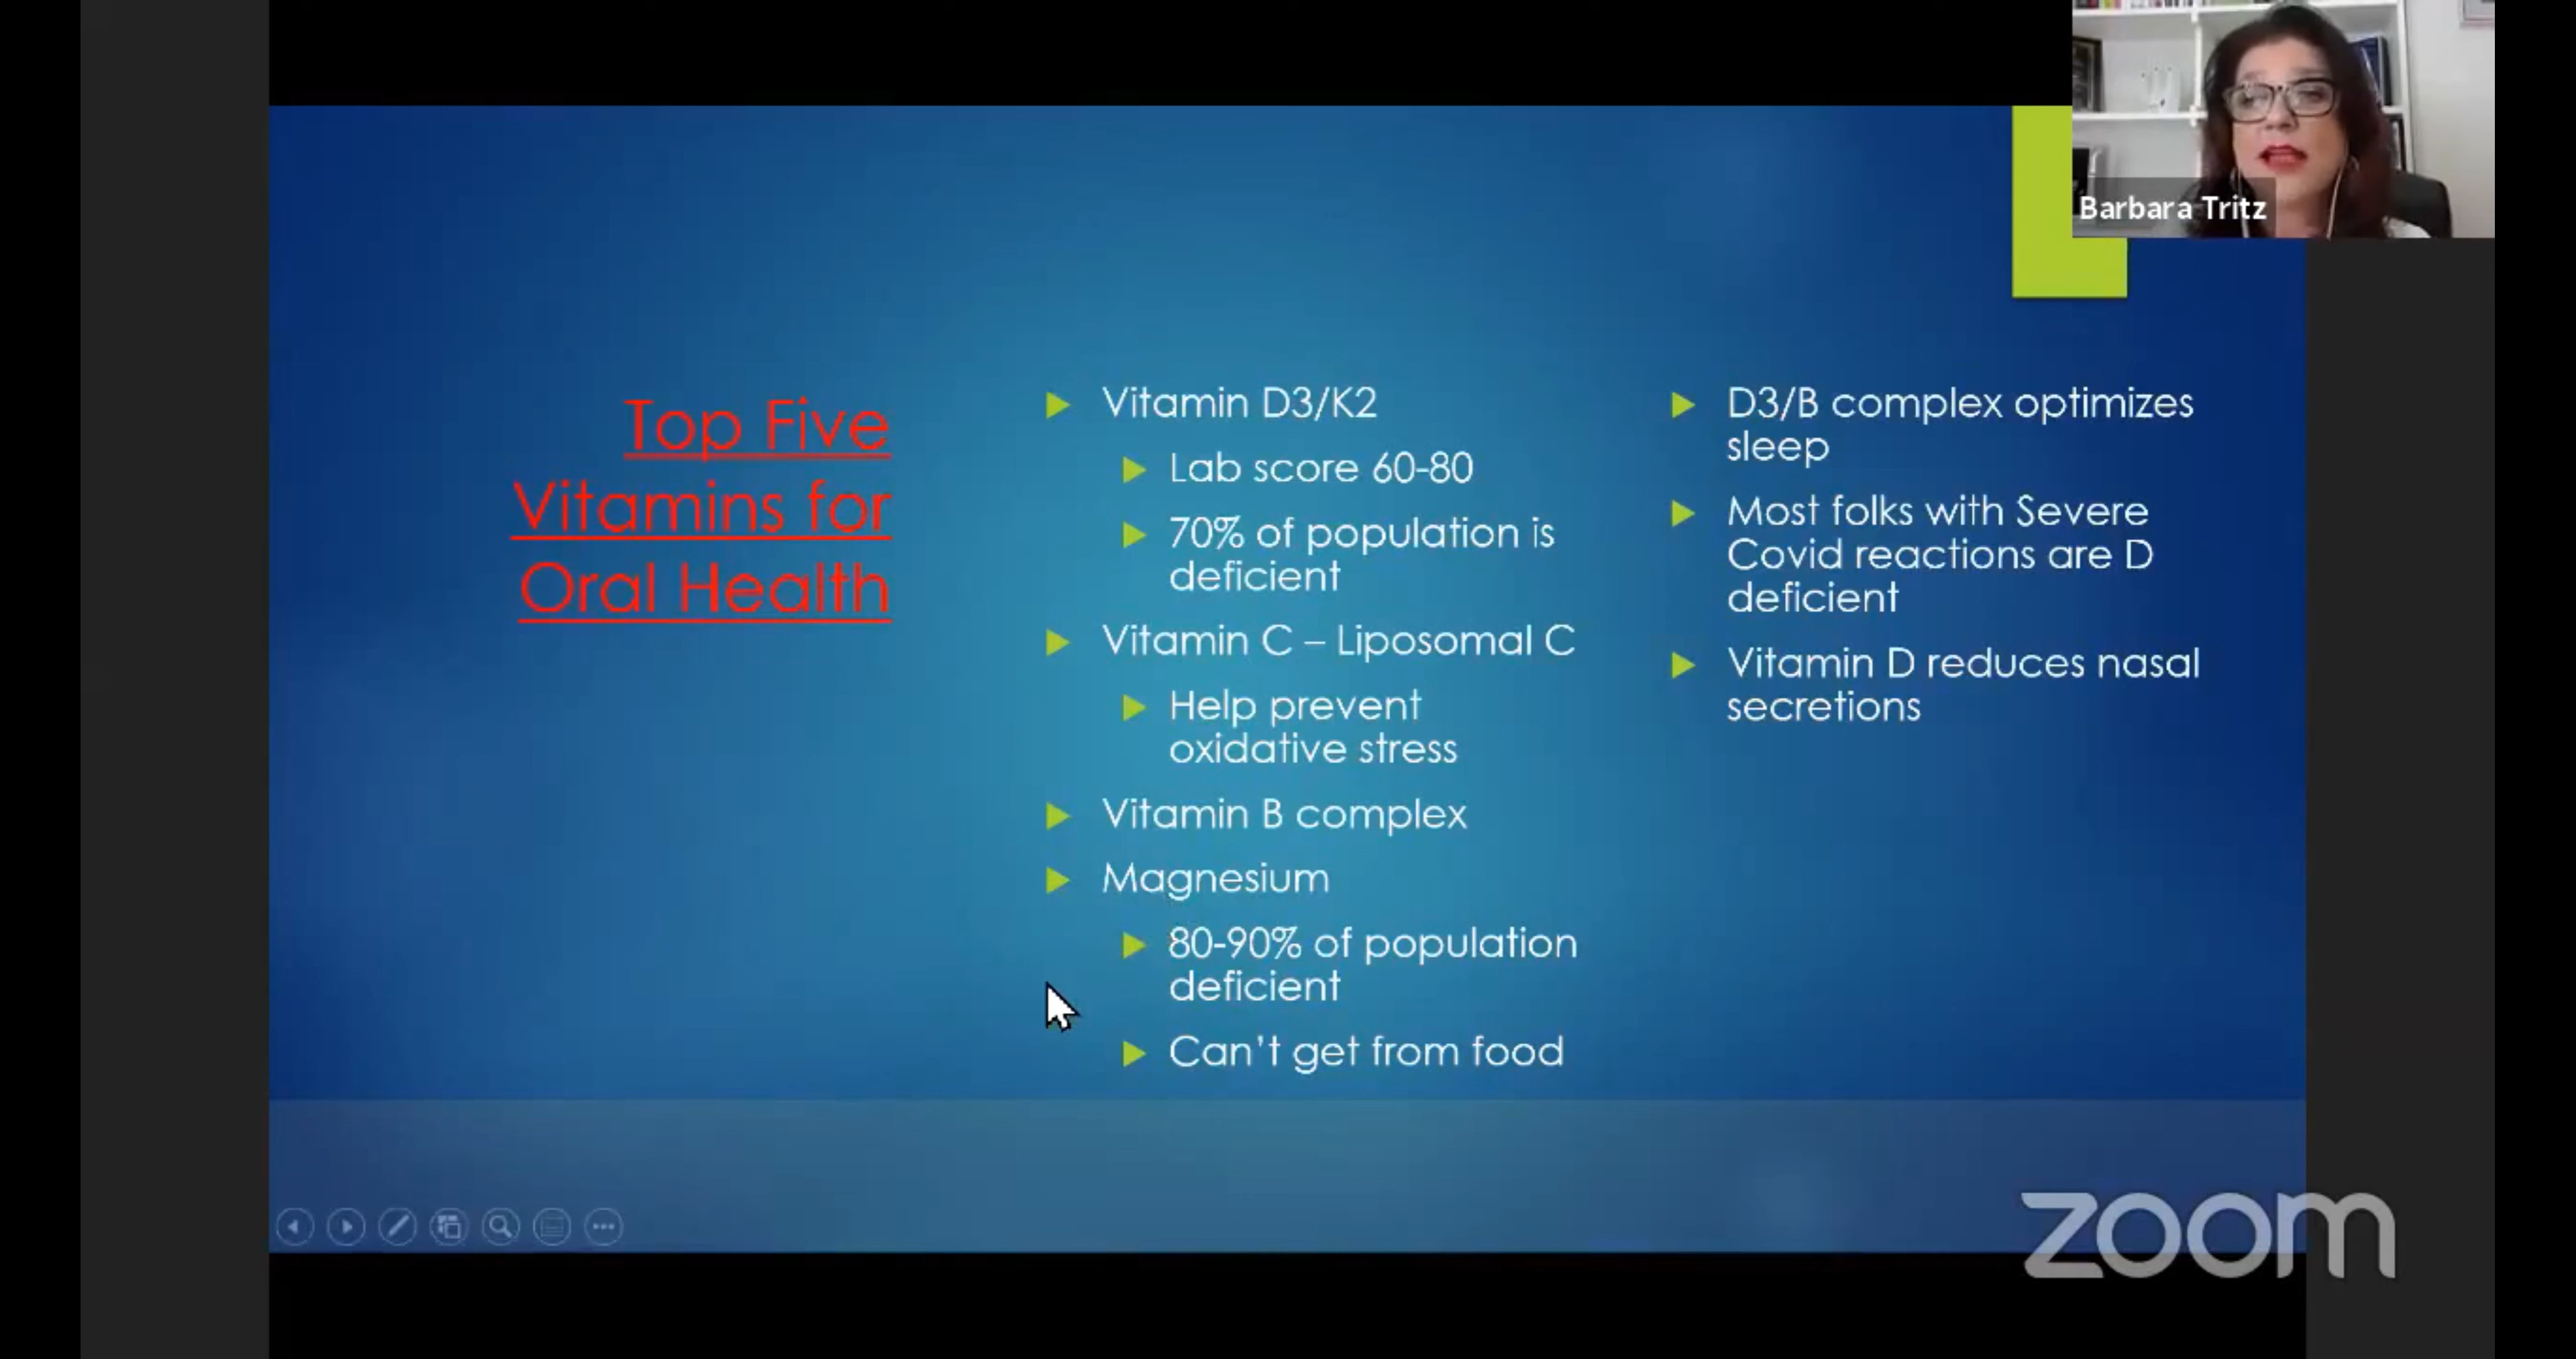 Barbara Tritz
Top Five
Vitamins for
Oral Health
Vitamin D3/K2
Lab score 60-80
70% of population is
deficient
Vitamin C – Liposomal C
Help prevent
oxidative stress
Vitamin B complex
Magnesium
80-90% of population
deficient
Can't get from food
D3/B complex optimizes
sleep
Most folks with Severe
Covid reactions are D
deficient
Vitamin D reduces nasal
secretions
zoom